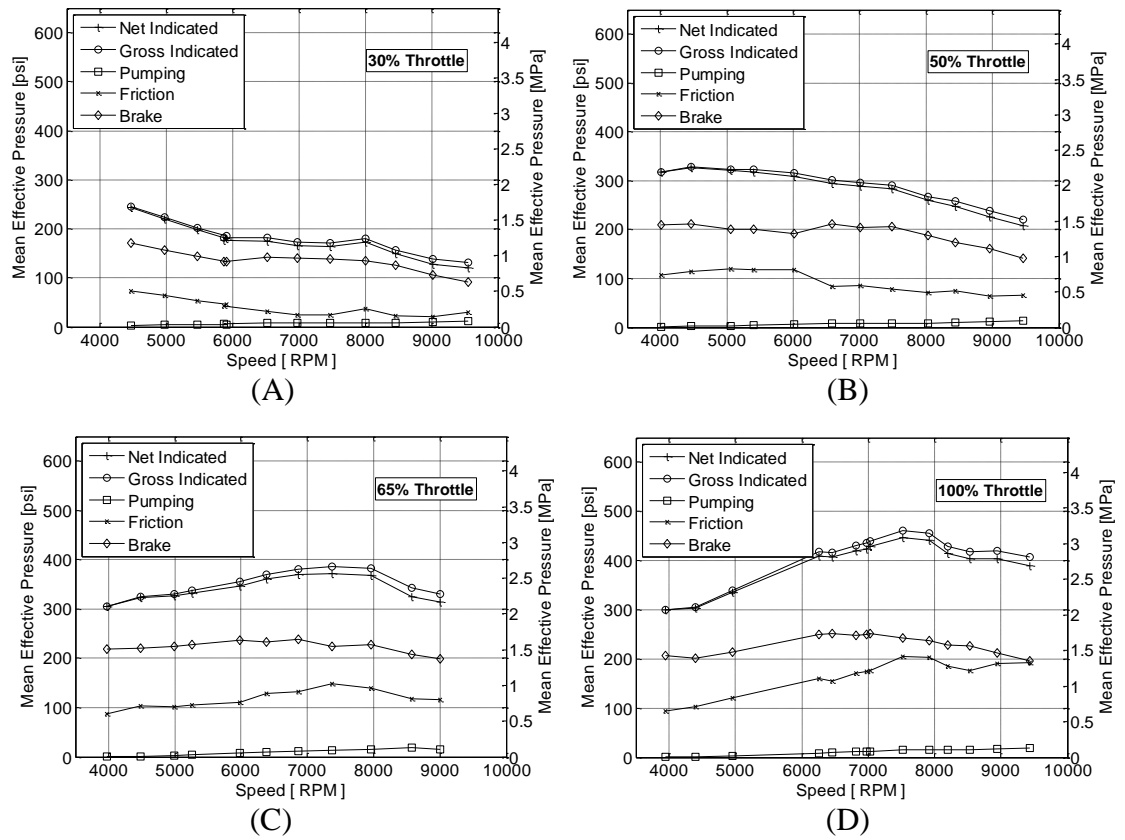 600
500
400
300
200
100
0
Mean Effective Pressure [psi]
Net Indicated
Gross Indicated
Pumping
Friction
Brake
30% Throttle
4
3.5
3
2.5
2
1.5
1
0.5
0
Mean Effective Pressure [MPa]
4000 5000 6000 7000 8000 9000 10000
Speed [ RPM ]
(A)
600
500
400
300
200
100
0
Mean Effective Pressure [psi]
Net Indicated
Gross Indicated
Pumping
Friction
Brake
50% Throttle
4
3.5
3
2.5
2
1.5
1
0.5
0
Mean Effective Pressure [MPa]
4000 5000 6000 7000 8000 9000 10000
Speed [ RPM ]
(B)
600
500
400
300
200
100
0
Mean Effective Pressure [psi]
Net Indicated
Gross Indicated
Pumping
Friction
Brake
65% Throttle
4
3.5
3
2.5
2
1.5
1
0.5
0
Mean Effective Pressure [MPa]
4000 5000 6000 7000 8000 9000 10000
Speed [ RPM ]
(C)
600
500
400
300
200
100
0
Mean Effective Pressure [psi]
Net Indicated
Gross Indicated
Pumping
Friction
Brake
100% Throttle
4
3.5
3
2.5
2
1.5
1
0.5
0
Mean Effective Pressure [MPa]
4000 5000 6000 7000 8000 9000 10000
Speed [ RPM ]
(D)